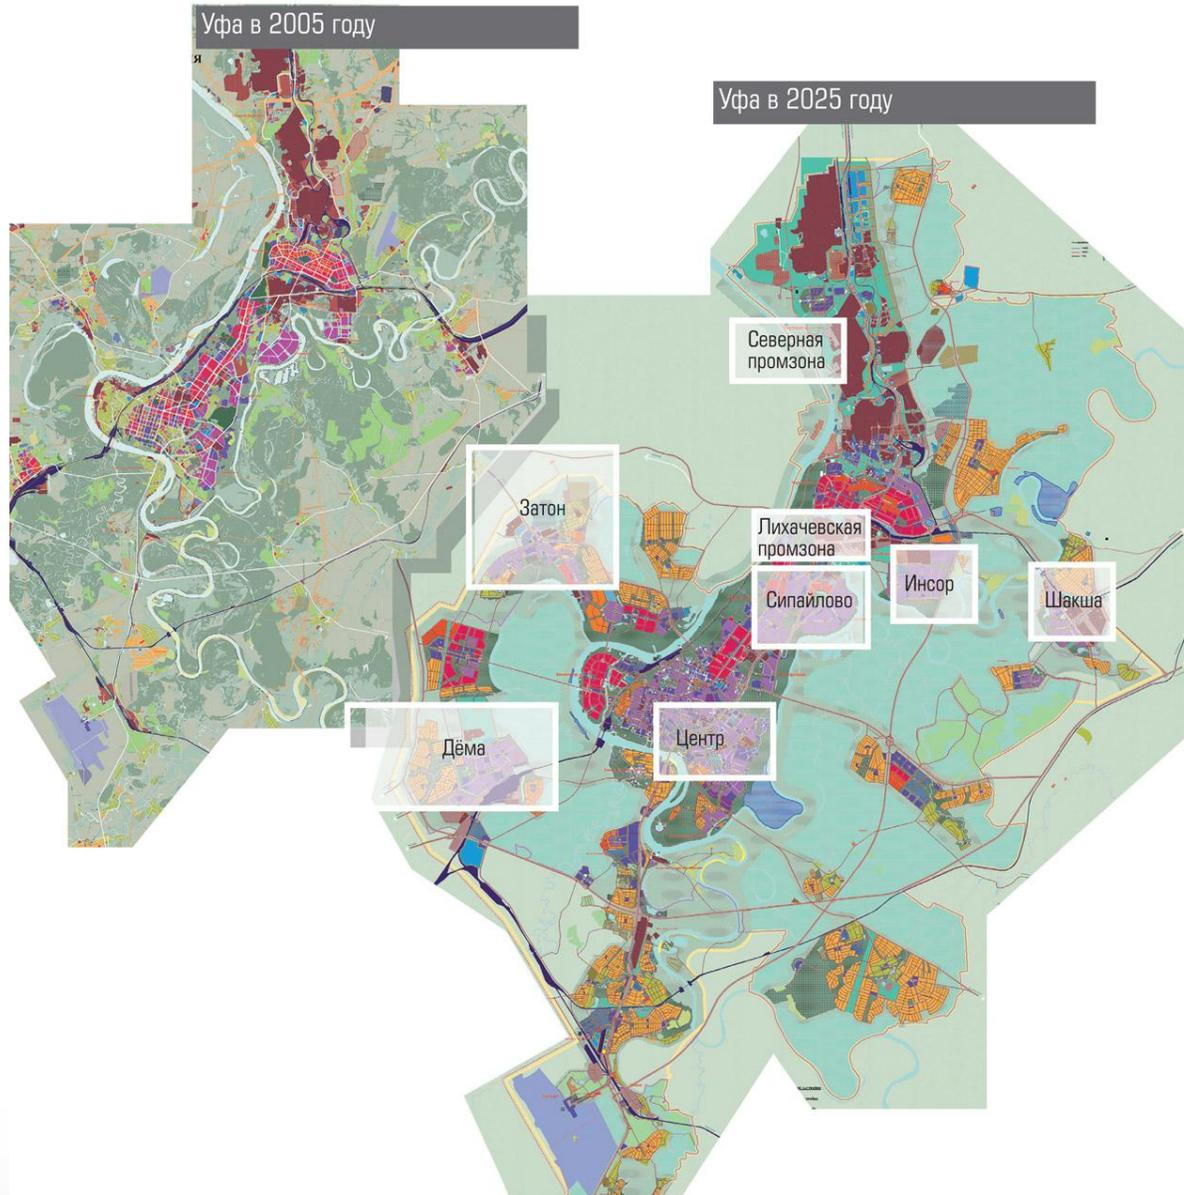 Уфа в 2005 году
я
Уфа в 2025 году
Северная
промзона
Затон
Лихачевская
промзона
Сипайлово
Инсор
Шакша
Дёма
Центр